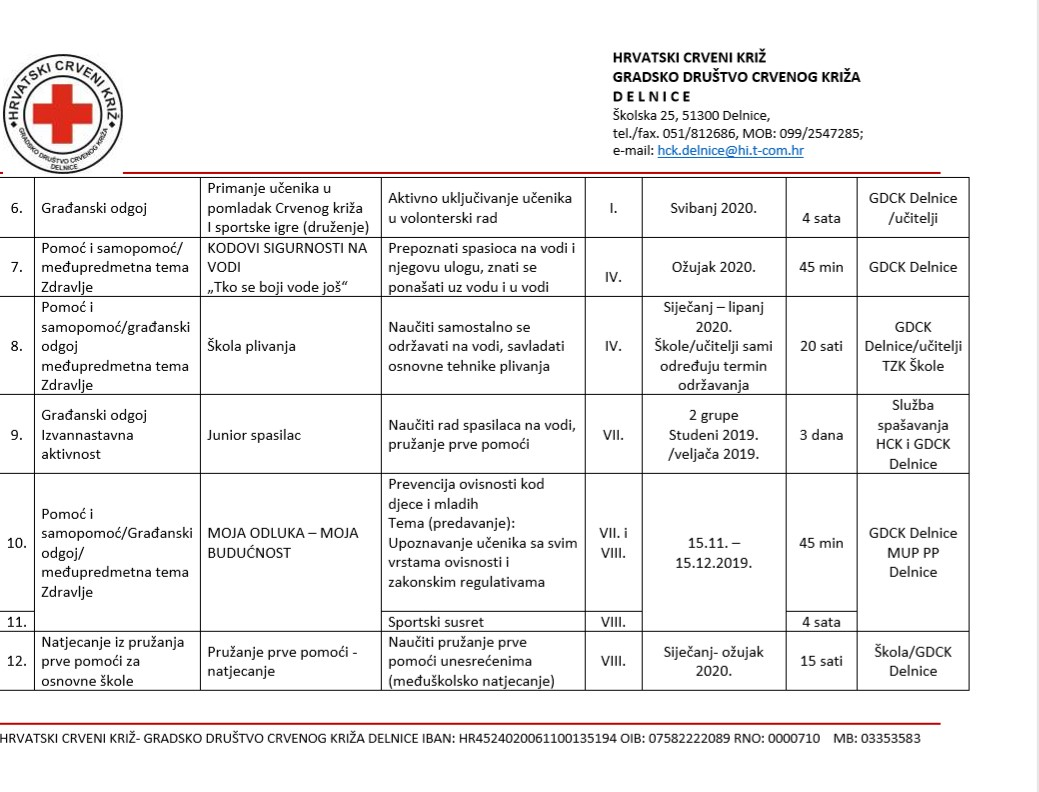 HRVATSKI CRVENI KRIŽ
GRADSKO DRUŠTVO CRVENOG KRIŽA
DELNICE
HRVATSKI CRVENI KRIŽ
GRADSKO DRUŠTVO CRVENOG KRIŽA
D E L N I C E
Školska 25, 51300 Delnice,
tel./fax. 051/812686, MOB: 099/2547285;
e-mail: hck.delnice@hi.t-com.hr
6.
Građanski odgoj
Primanje učenika u
pomladak Crvenog križa
I sportske igre (druženje)
Aktivno uključivanje učenika
u volonterski rad
I.
Svibanj 2020.
4 sata
GDCK Delnice
/učitelji
7.
Pomoć i samopomoć/
međupredmetna tema
Zdravlje
KODOVI SIGURNOSTI NA
VODI
„Tko se boji vode još“
Prepoznati spasioca na vodi i
njegovu ulogu, znati se
ponašati uz vodu i u vodi
IV.
Ožujak 2020.
45 min
GDCK Delnice
8.
Pomoć i
samopomoć/građanski
odgoj
međupredmetna tema
Zdravlje
Škola plivanja
Naučiti samostalno se
održavati na vodi, savladati
osnovne tehnike plivanja
IV.
Siječanj – lipanj
2020.
Škole/učitelji sami
određuju termin
održavanja
20 sati
GDCK
Delnice/učitelji
TZK Škole
9.
Građanski odgoj
Izvannastavna
aktivnost
Junior spasilac
Naučiti rad spasilaca na vodi,
pružanje prve pomoći
VII.
2 grupe
Studeni 2019.
/veljača 2019.
3 dana
Služba
spašavanja
HCK i GDCK
Delnice
10.
Pomoć i
samopomoć/Građanski
odgoj/
međupredmetna tema
Zdravlje
MOJA ODLUKA – MOJA
BUDUĆNOST
Prevencija ovisnosti kod
djece i mladih
Tema (predavanje):
Upoznavanje učenika sa svim
vrstama ovisnosti i
zakonskim regulativama
VII. i
VIII.
15.11. –
15.12.2019.
45 min
GDCK Delnice
MUP PP
Delnice
11.
Sportski susret
VIII.
4 sata
12.
Natjecanje iz pružanja
prve pomoći za
osnovne škole
Pružanje prve pomoći -
natjecanje
Naučiti pružanje prve
pomoći unesrećenima
(međuškolsko natjecanje)
VIII.
Siječanj- ožujak
2020.
15 sati
Škola/GDCK
Delnice
HRVATSKI CRVENI KRIŽ- GRADSKO DRUŠTVO CRVENOG KRIŽA DELNICE IBAN: HR4524020061100135194 OIB: 07582222089 RNO: 0000710 MB: 03353583